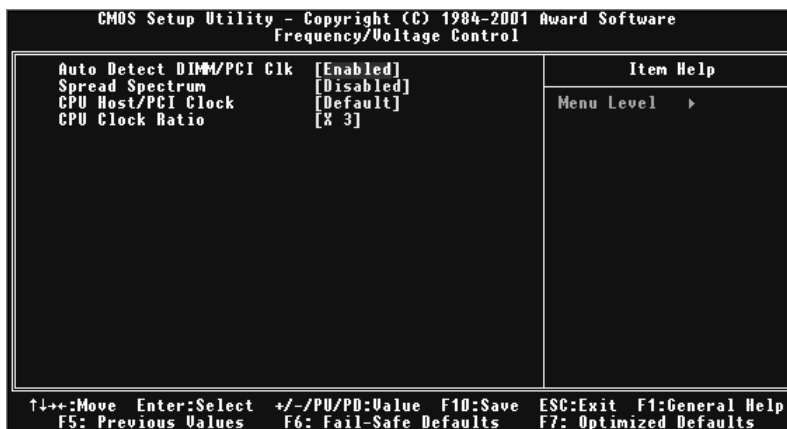 CMOS Setup Utility - Copyright (C) 1984-2001 Award Software
Frequency/Voltage Control
Auto Detect DIMM/PCI Clk [Enabled]
Spread Spectrum [Disabled]
CPU Host/PCI Clock [Default]
CPU Clock Ratio [X 3]
Item Help
Menu Level ▸
↑↓→←:Move Enter:Select +/-/PU/PD:Value F10:Save ESC:Exit F1:General Help
F5: Previous Values F6: Fail-Safe Defaults F7: Optimized Defaults